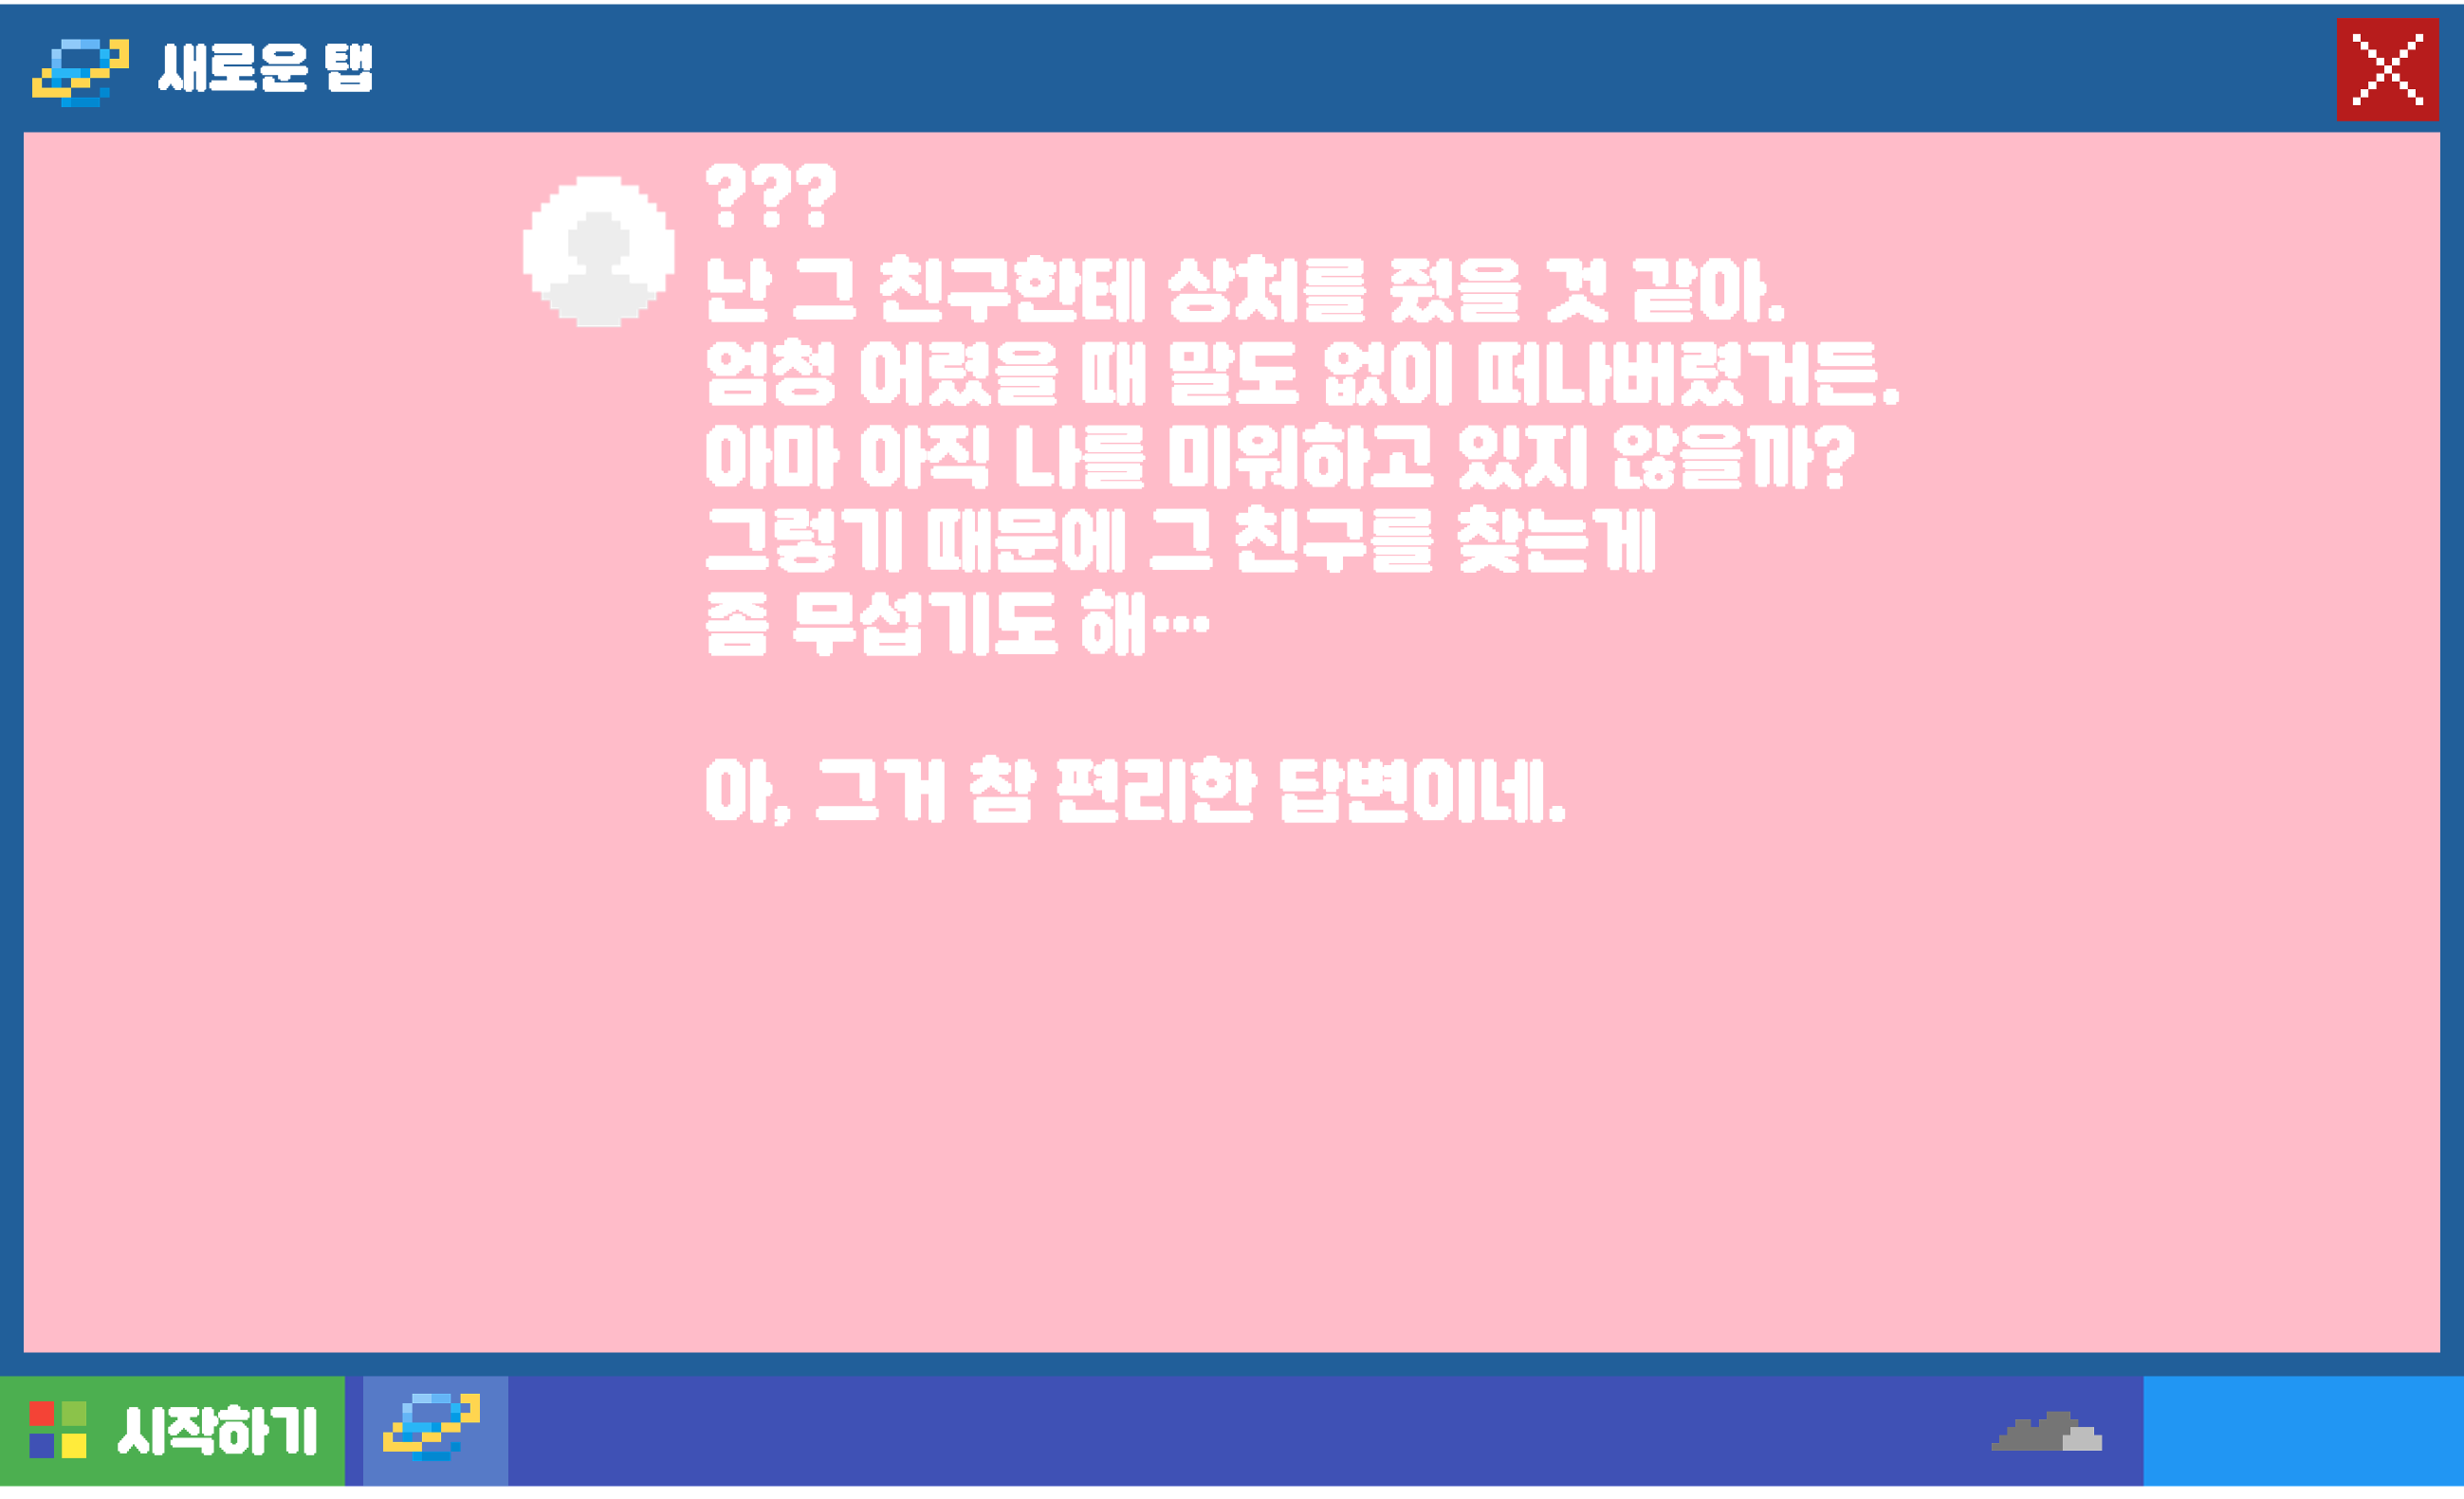 새로은 탭
???
난 그 친구한테 상처를 줬을 것 같아.
엄청 어렸을 때 말도 없이 떠나버렸거든.
아마 아직 나를 미워하고 있지 않을까?
그렇기 때문에 그 친구를 찾는게
좀 무섭기도 해…
아, 그거 참 편리한 답변이네.
시작하기